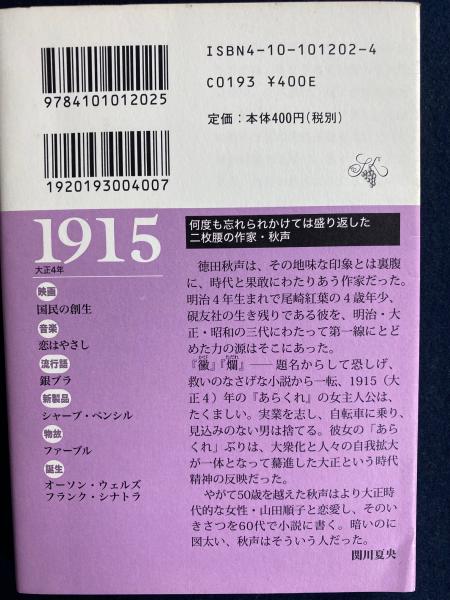 ISBN4-10-101202-4
C0193 ¥400E
定価：本体400円(税別)
9784101012025
1920193004007
1915
大正4年
映画
国民の創生
音楽
恋はやさし
流行語
銀ブラ
新製品
シャープ・ペンシル
物故
ファーブル
誕生
オーソン・ウェルズ
フランク・シナトラ
何度も忘れられかけては盛り返した
二枚腰の作家・秋声
徳田秋声は、その地味な印象とは裏腹
に、時代と果敢にわたりあう作家だった。
明治4年生まれで尾崎紅葉の4歳年少、
硯友社の生き残りである彼を、明治・大
正・昭和の三代にわたって第一線にとど
めた力の源はそこにあった。
『黴』『爛』――題名からして恐しげ、
救いのなさげな小説から一転、1915（大
正4）年の『あらくれ』の女主人公は、
たくましい。実業を志し、自転車に乗り、
見込みのない男は捨てる。彼女の「あら
くれ」ぶりは、大衆化と人々の自我拡大
が一体となって驀進した大正という時代
精神の反映だった。
やがて50歳を越えた秋声はより大正時
代的な女性・山田順子と恋愛し、そのい
きさつを60代で小説に書く。暗いのに
図太い、秋声はそういう人だった。
関川夏央